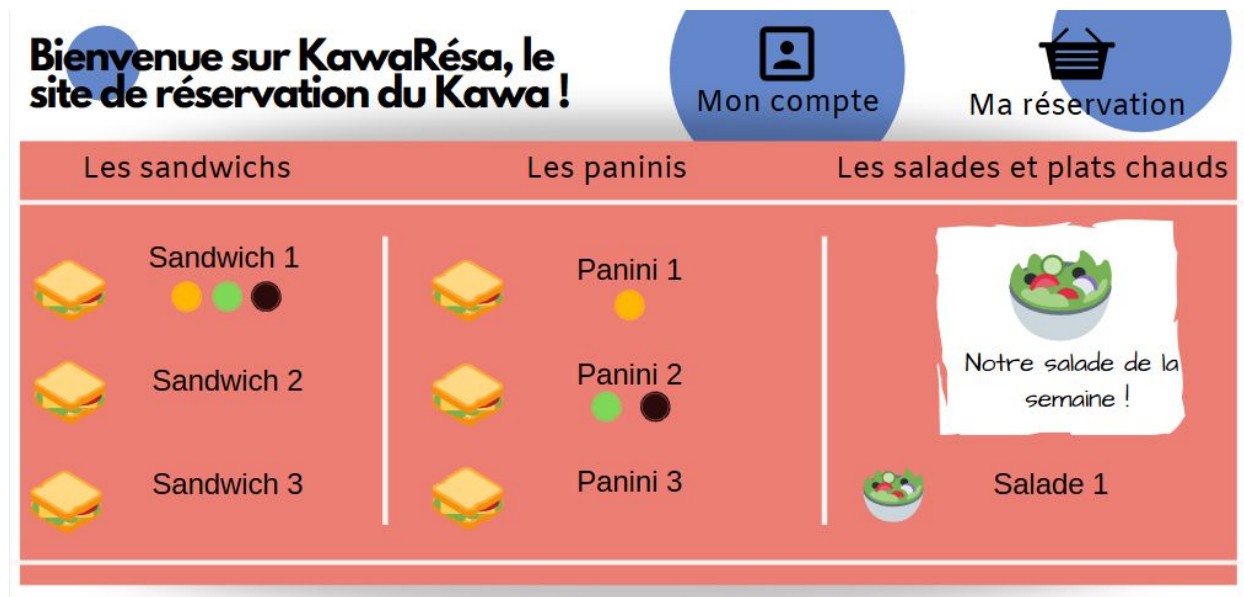 Bienvenue sur KawaRésa, le
site de réservation du Kawa !
Mon compte
Ma réservation
Les sandwichs
Les paninis
Les salades et plats chauds
Sandwich 1
Sandwich 2
Sandwich 3
Panini 1
Panini 2
Panini 3
Notre salade de la
semaine !
Salade 1